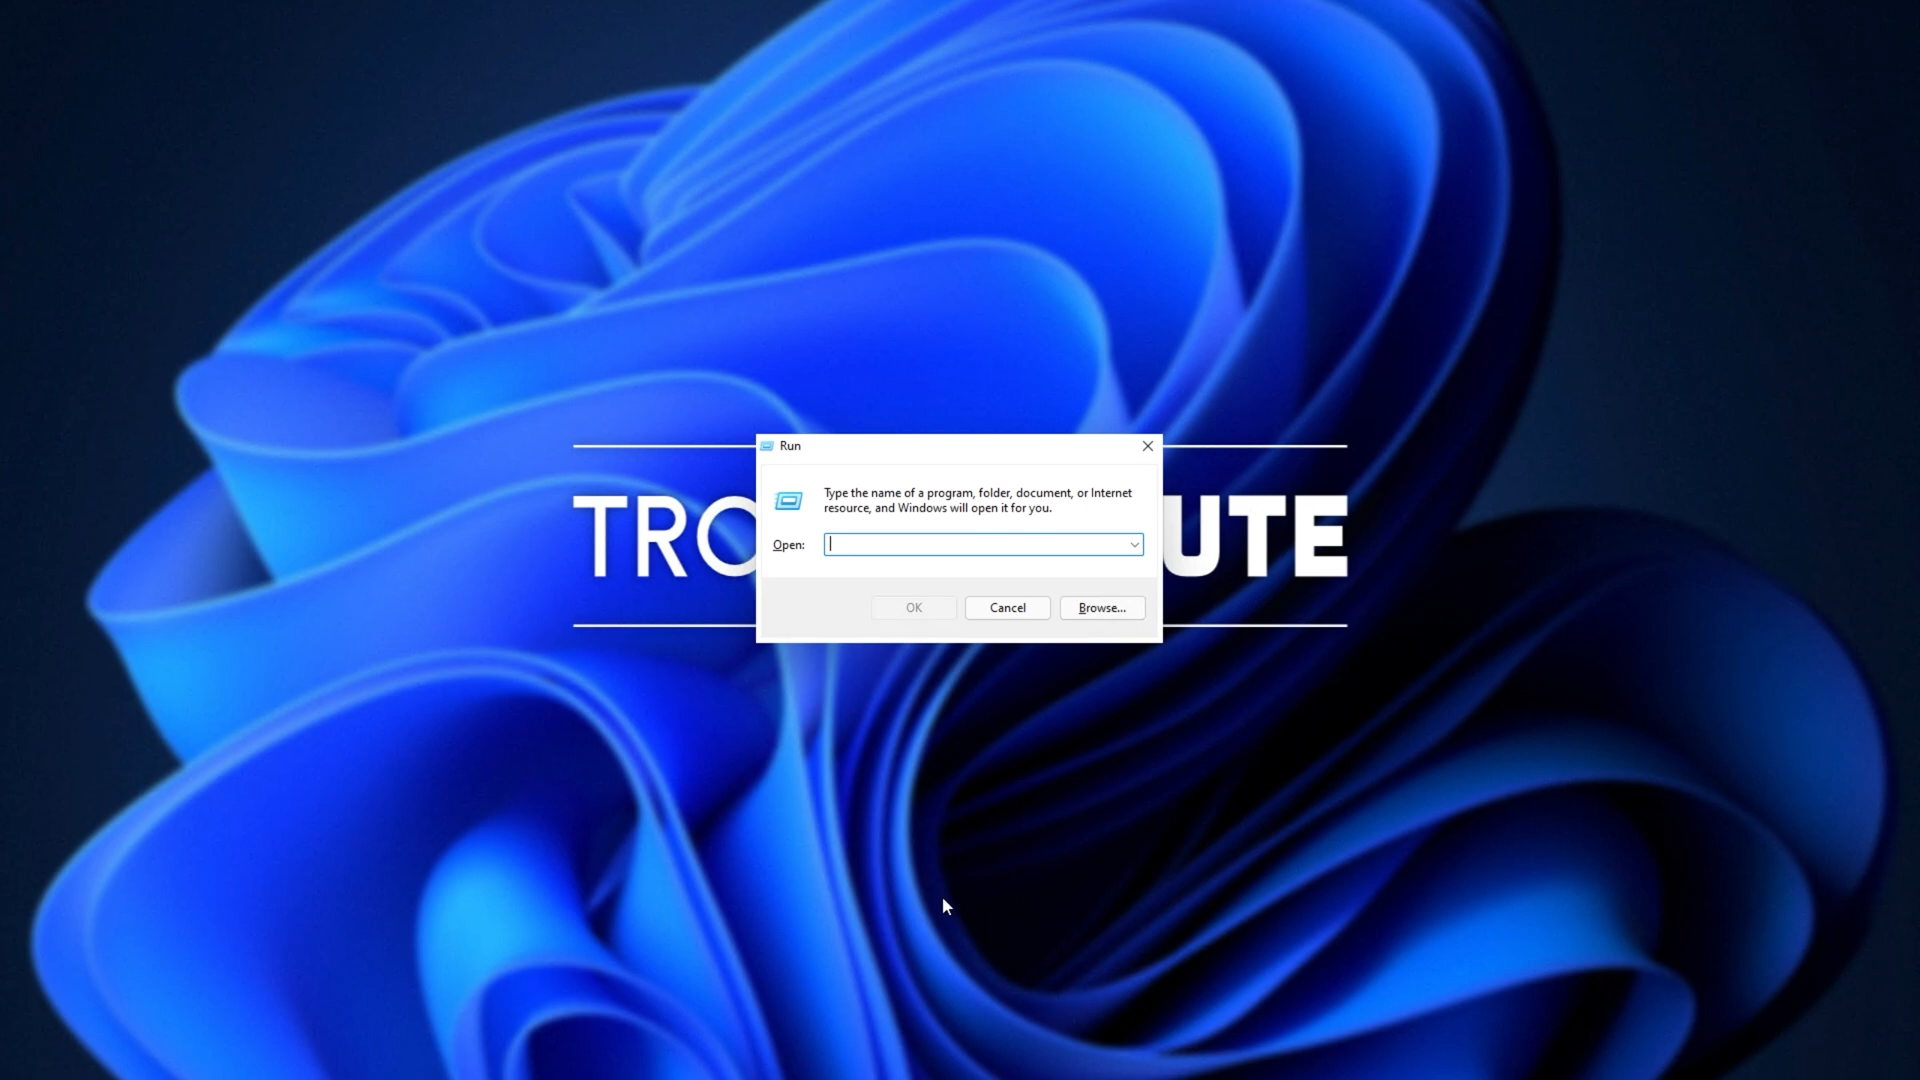 Run
Type the name of a program, folder, document, or Internet
resource, and Windows will open it for you.
Open:
OK
Cancel
Browse...
TRO
UTE